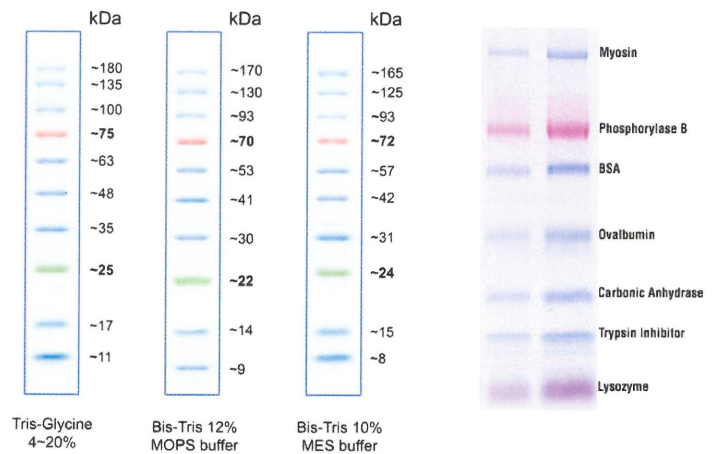 kDa
~180
~135
~100
~75
~63
~48
~35
~25
~17
~11
Tris-Glycine
4~20%
kDa
~170
~130
~93
~70
~53
~41
~30
~22
~14
~9
Bis-Tris 12%
MOPS buffer
kDa
~165
~125
~93
~72
~57
~42
~31
~24
~15
~8
Bis-Tris 10%
MES buffer
Myosin
Phosphorylase B
BSA
Ovalbumin
Carbonic Anhydrase
Trypsin Inhibitor
Lysozyme